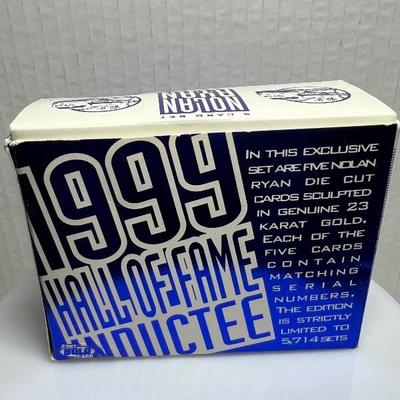 NOLAN
RYAN
5 CARD SET
1999
HALL OF FAME
INDUCTEE
IN THIS EXCLUSIVE
SET ARE FIVE NOLAN
RYAN DIE CUT
CARDS SCULPTED
IN GENUINE 23
KARAT GOLD.
EACH OF THE
FIVE CARDS
CONTAIN
MATCHING
SERIAL
NUMBERS.
THE EDITION
IS STRICTLY
LIMITED TO
5,714 SETS
GOLD
CARD